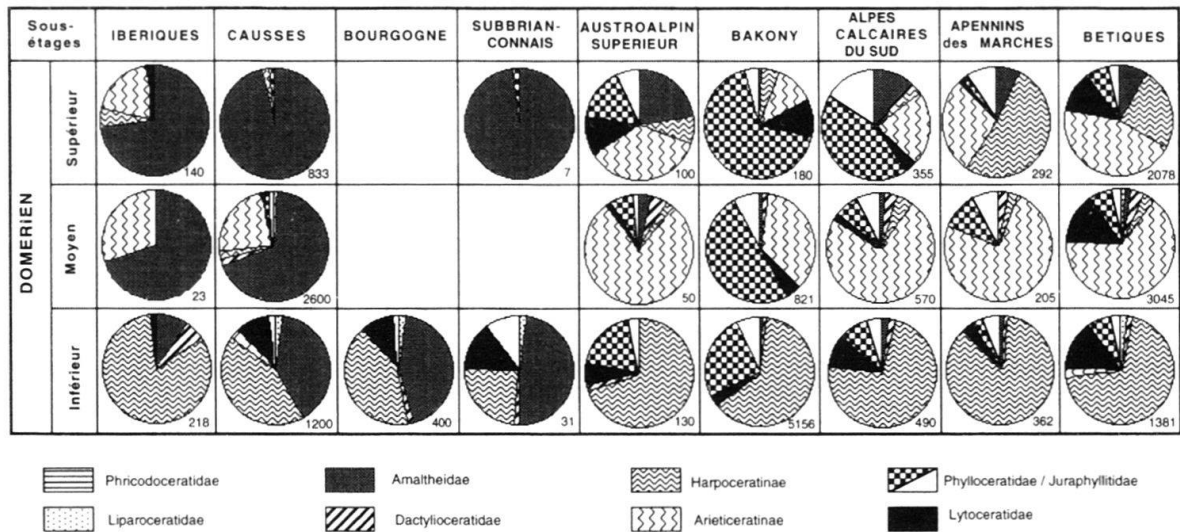 Sous-
étages
IBERIQUES
CAUSSES
BOURGOGNE
SUBBRIAN-
CONNAIS
AUSTROALPIN
SUPERIEUR
BAKONY
ALPES
CALCAIRES
DU SUD
APENNINS
des MARCHES
BETIQUES
DOMERiEN
Supérieur
140
833
7
100
180
355
292
2078
Moyen
23
2600
50
821
570
205
3045
Inférieur
218
1200
400
31
130
5156
490
362
1381
Phricodoceratidae
Amaltheidae
Harpoceratinae
Phylloceratidae / Juraphyllitidae
Liparoceratidae
Dactylioceratidae
Arieticeratinae
Lytoceratidae